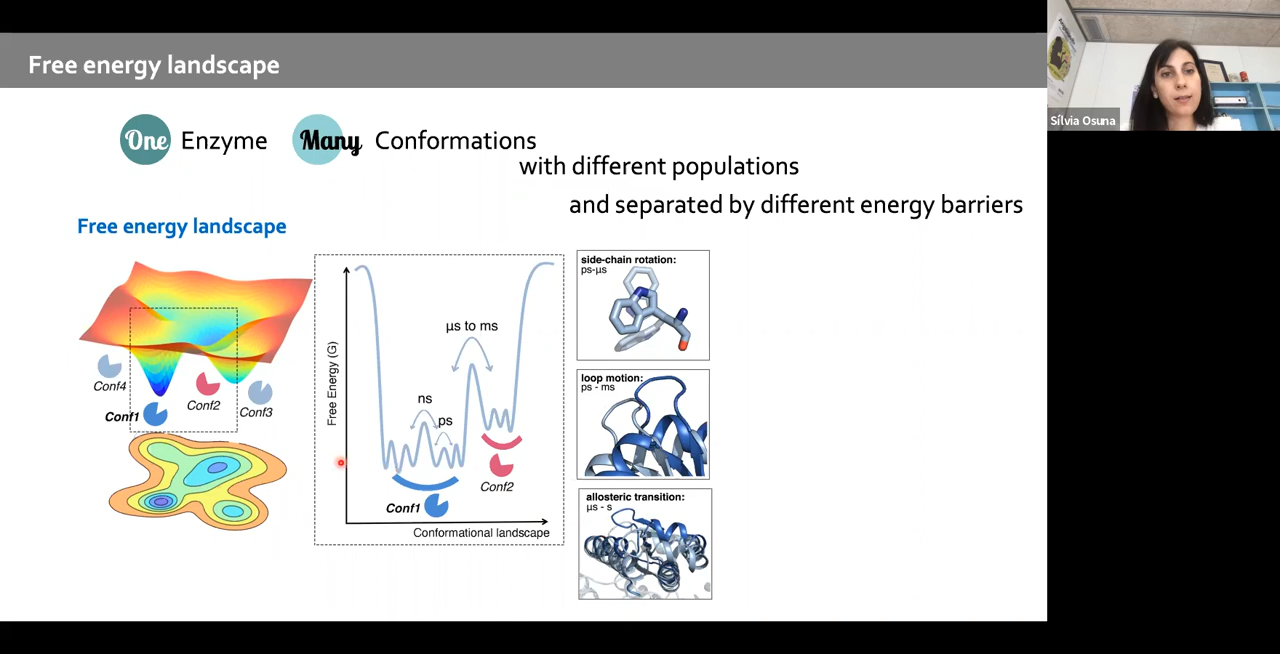 Free energy landscape
Sílvia Osuna
One Enzyme Many Conformations
with different populations
and separated by different energy barriers
Free energy landscape
Conf4
Conf1
Conf2
Conf3
Free Energy (G)
µs to ms
ns
ps
Conf1
Conf2
Conformational landscape
side-chain rotation:
ps-µs
loop motion:
ps - ms
allosteric transition:
µs - s